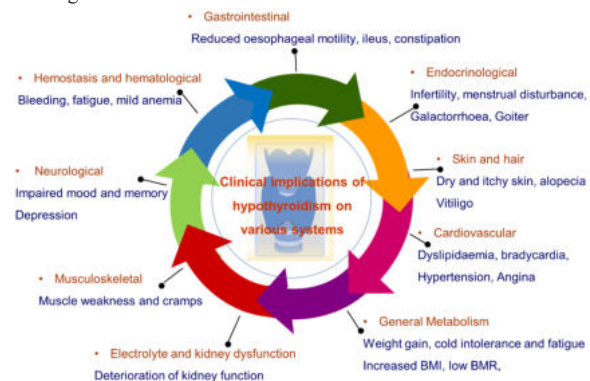 • Gastrointestinal
Reduced oesophageal motility, ileus, constipation
• Endocrinological
Infertility, menstrual disturbance,
Galactorrhoea, Goiter
• Skin and hair
Dry and itchy skin, alopecia
Vitiligo
• Cardiovascular
Dyslipidaemia, bradycardia,
Hypertension, Angina
• General Metabolism
Weight gain, cold intolerance and fatigue
Increased BMI, low BMR,
• Electrolyte and kidney dysfunction
Deterioration of kidney function
• Musculoskeletal
Muscle weakness and cramps
• Neurological
Impaired mood and memory
Depression
• Hemostasis and hematological
Bleeding, fatigue, mild anemia
Clinical implications of
hypothyroidism on
various systems